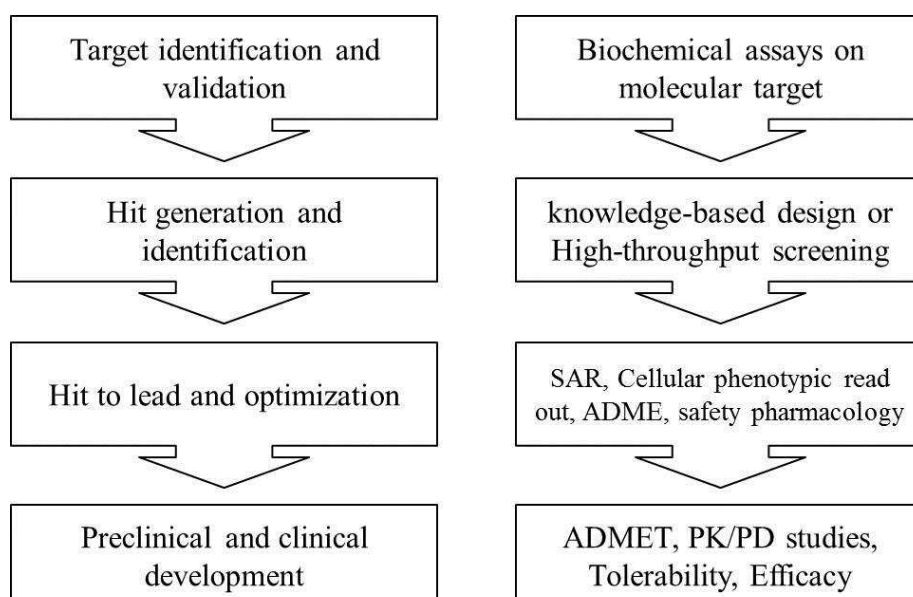 Target identification and
validation
Hit generation and
identification
Hit to lead and optimization
Preclinical and clinical
development
Biochemical assays on
molecular target
knowledge-based design or
High-throughput screening
SAR, Cellular phenotypic read
out, ADME, safety pharmacology
ADMET, PK/PD studies,
Tolerability, Efficacy